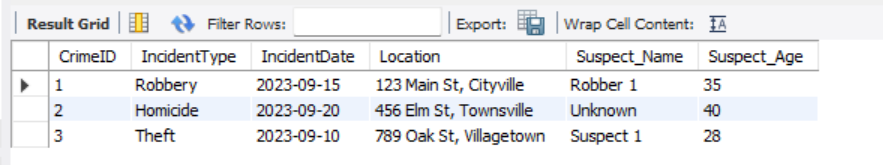 Result Grid Filter Rows: Export: Wrap Cell Content: IA
CrimeID IncidentType IncidentDate Location Suspect_Name Suspect_Age
1 Robbery 2023-09-15 123 Main St, Cityville Robber 1 35
2 Homicide 2023-09-20 456 Elm St, Townsville Unknown 40
3 Theft 2023-09-10 789 Oak St, Villagetown Suspect 1 28